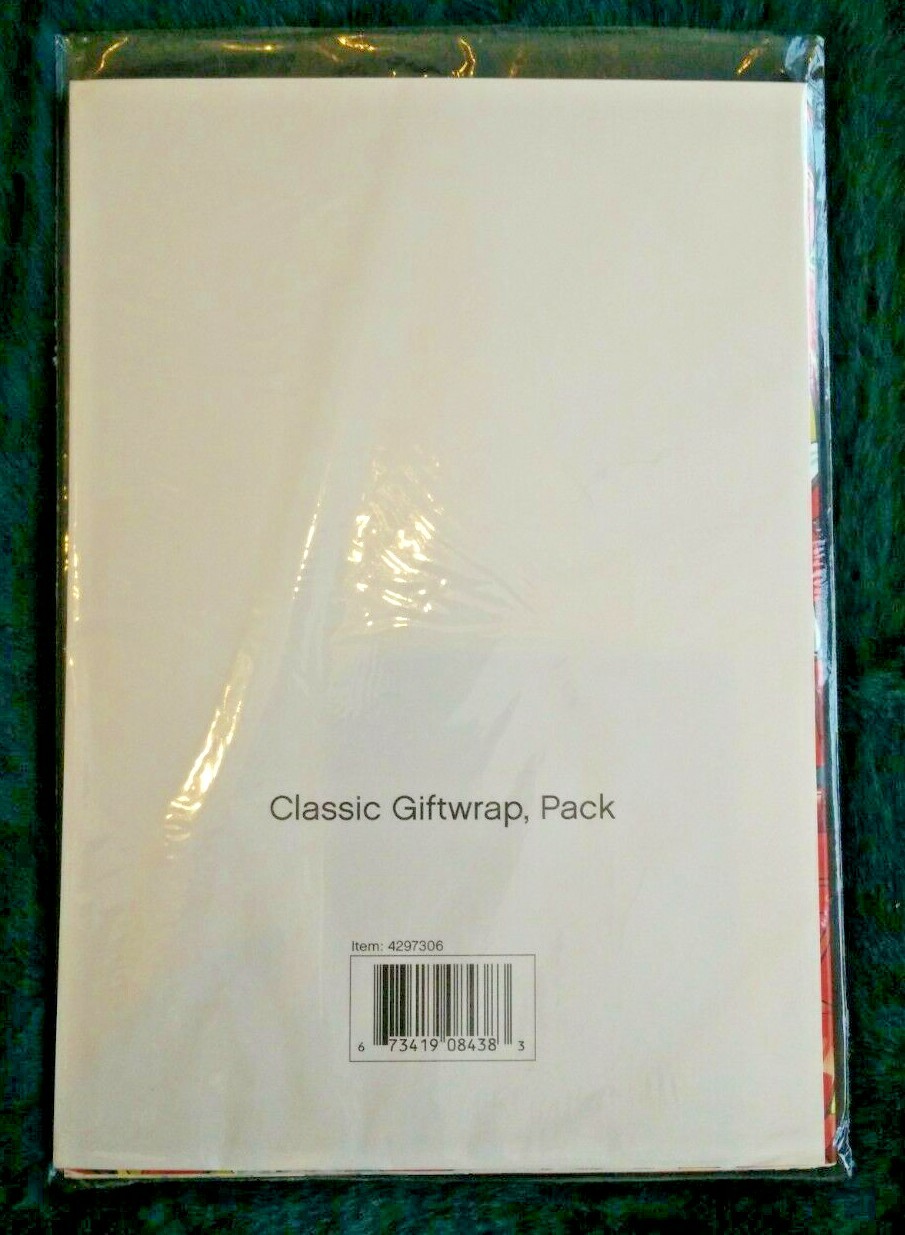 Classic Giftwrap, Pack
Item: 4297306
6 73419 08438 3